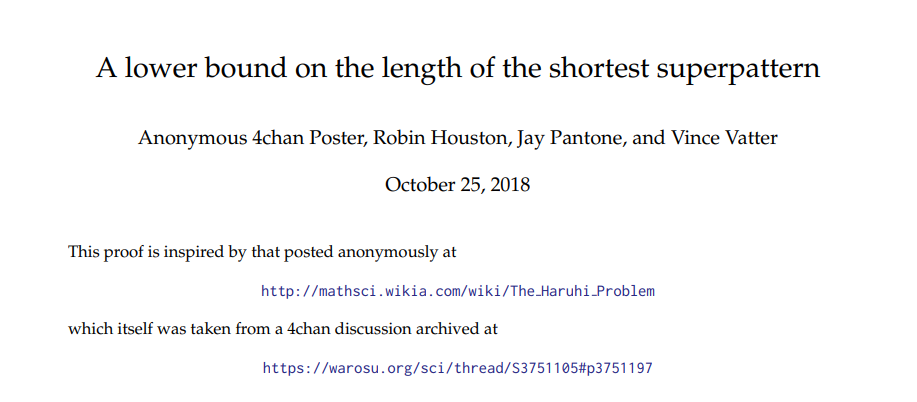 A lower bound on the length of the shortest superpattern
Anonymous 4chan Poster, Robin Houston, Jay Pantone, and Vince Vatter
October 25, 2018
This proof is inspired by that posted anonymously at
http://mathsci.wikia.com/wiki/The_Haruhi_Problem
which itself was taken from a 4chan discussion archived at
https://warosu.org/sci/thread/S3751105#p3751197